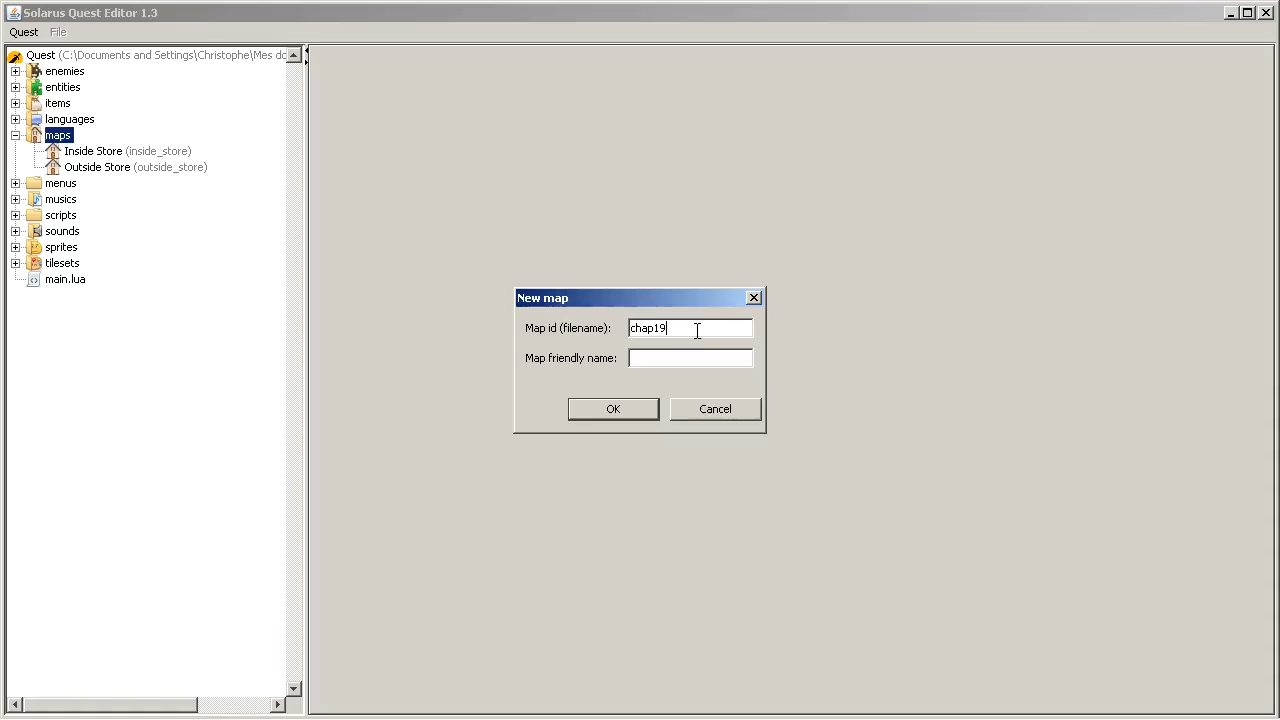 Solarus Quest Editor 1.3
Quest File
Quest (C:\Documents and Settings\Christophe\Mes do
enemies
entities
items
languages
maps
Inside Store (inside_store)
Outside Store (outside_store)
menus
musics
scripts
sounds
sprites
tilesets
main.lua
New map
Map id (filename): chap19
Map friendly name:
OK Cancel